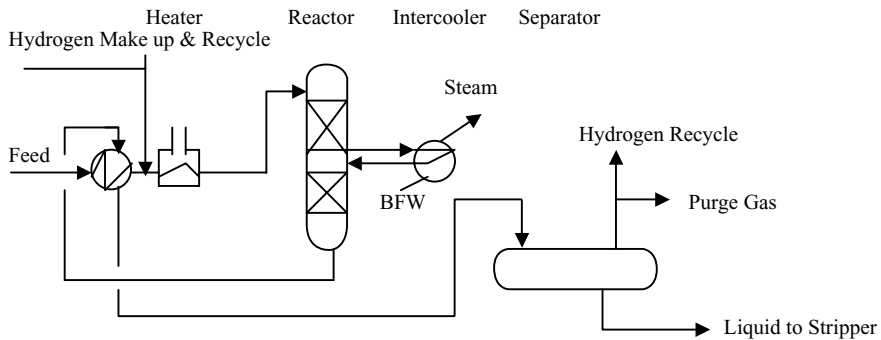 Heater Reactor Intercooler Separator
Hydrogen Make up & Recycle
Steam
Hydrogen Recycle
Feed
BFW
Purge Gas
Liquid to Stripper